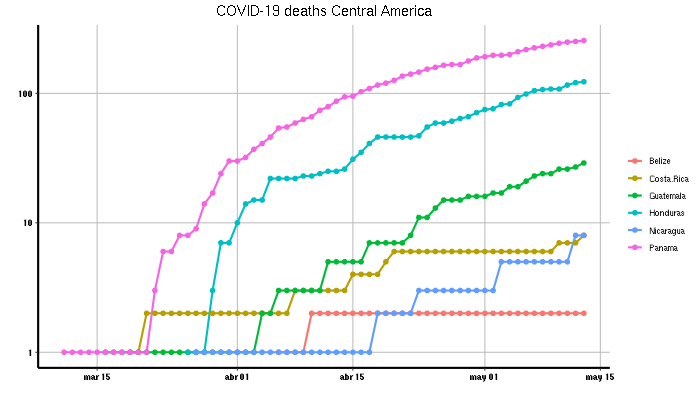 COVID-19 deaths Central America
100
10
1
mar 15
abr 01
abr 15
may 01
may 15
Belize
Costa.Rica
Guatemala
Honduras
Nicaragua
Panama